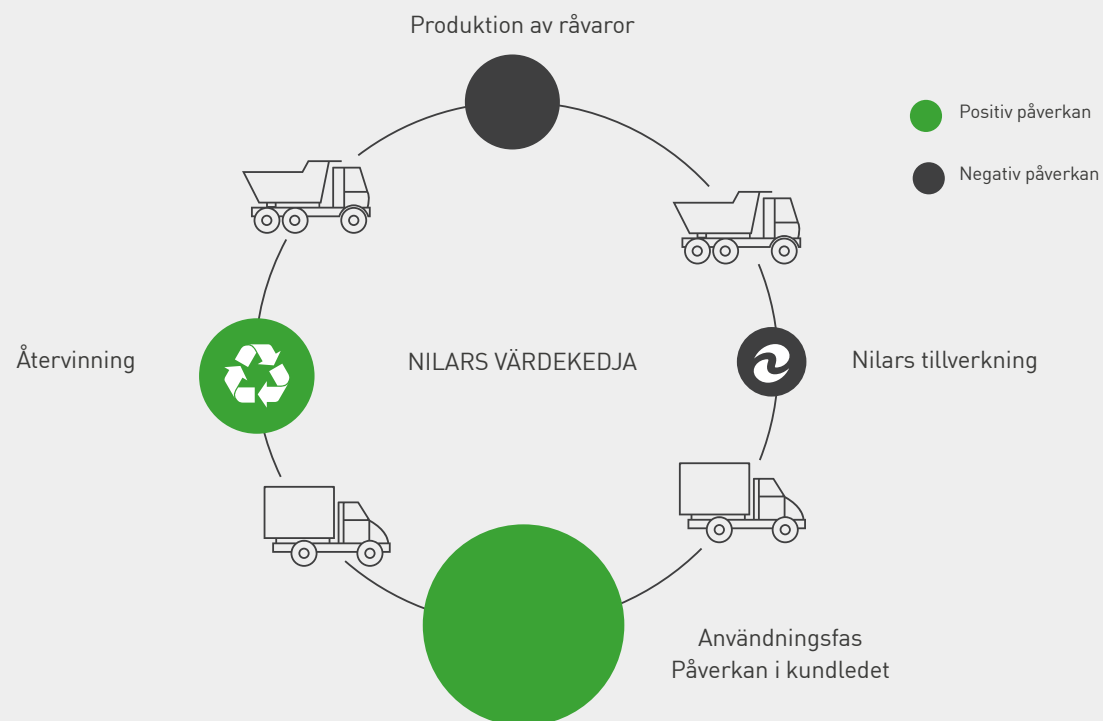 Produktion av råvaror
Positiv påverkan
Negativ påverkan
Återvinning
NILARS VÄRDEKEDJA
Nilars tillverkning
Användningsfas
Påverkan i kundledet